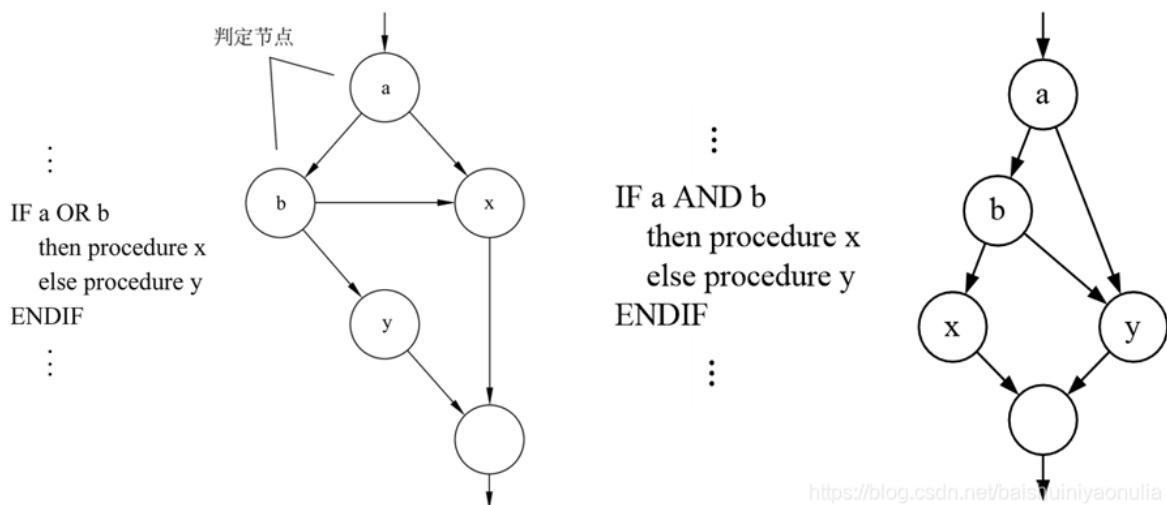 判定节点
a
b
x
y
⋮
IF a OR b
then procedure x
else procedure y
ENDIF
⋮
⋮
IF a AND b
then procedure x
else procedure y
ENDIF
⋮
a
b
x
y
https://blog.csdn.net/baishuiniyaonulia